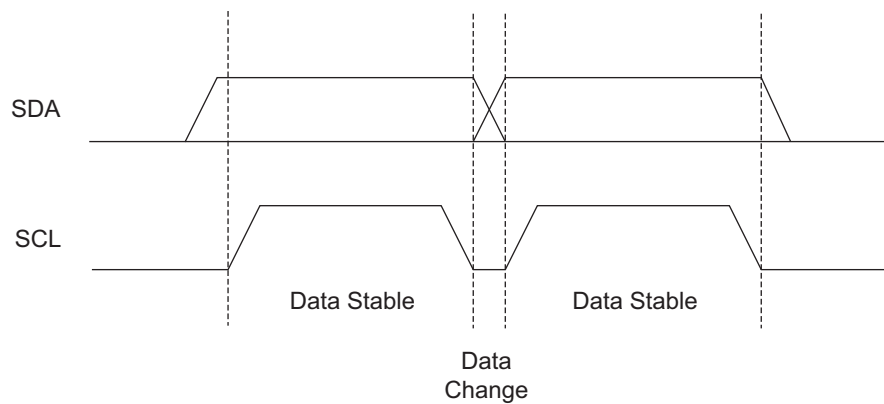 SDA
SCL
Data Stable
Data Stable
Data
Change